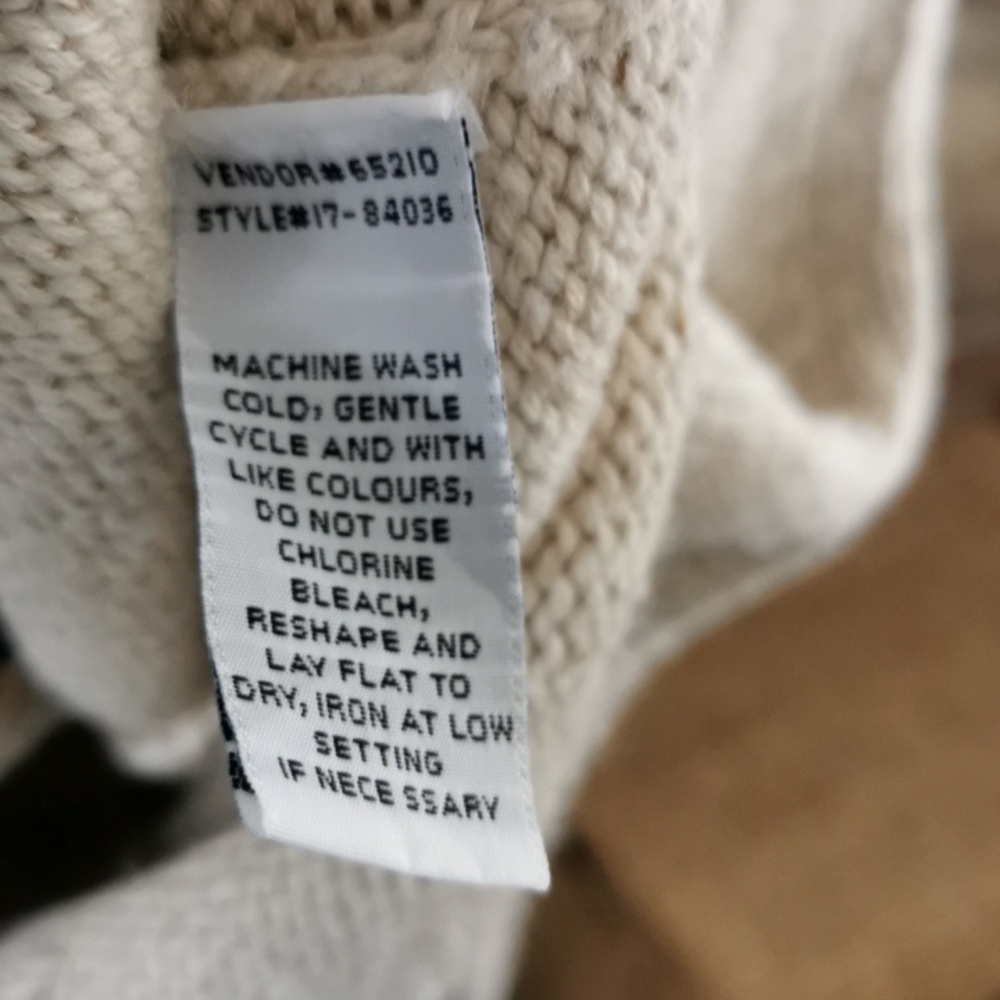 VENDOR#65210
STYLE#17-84036
MACHINE WASH
COLD, GENTLE
CYCLE AND WITH
LIKE COLOURS,
DO NOT USE
CHLORINE
BLEACH,
RESHAPE AND
LAY FLAT TO
DRY, IRON AT LOW
SETTING
IF NECE SSARY